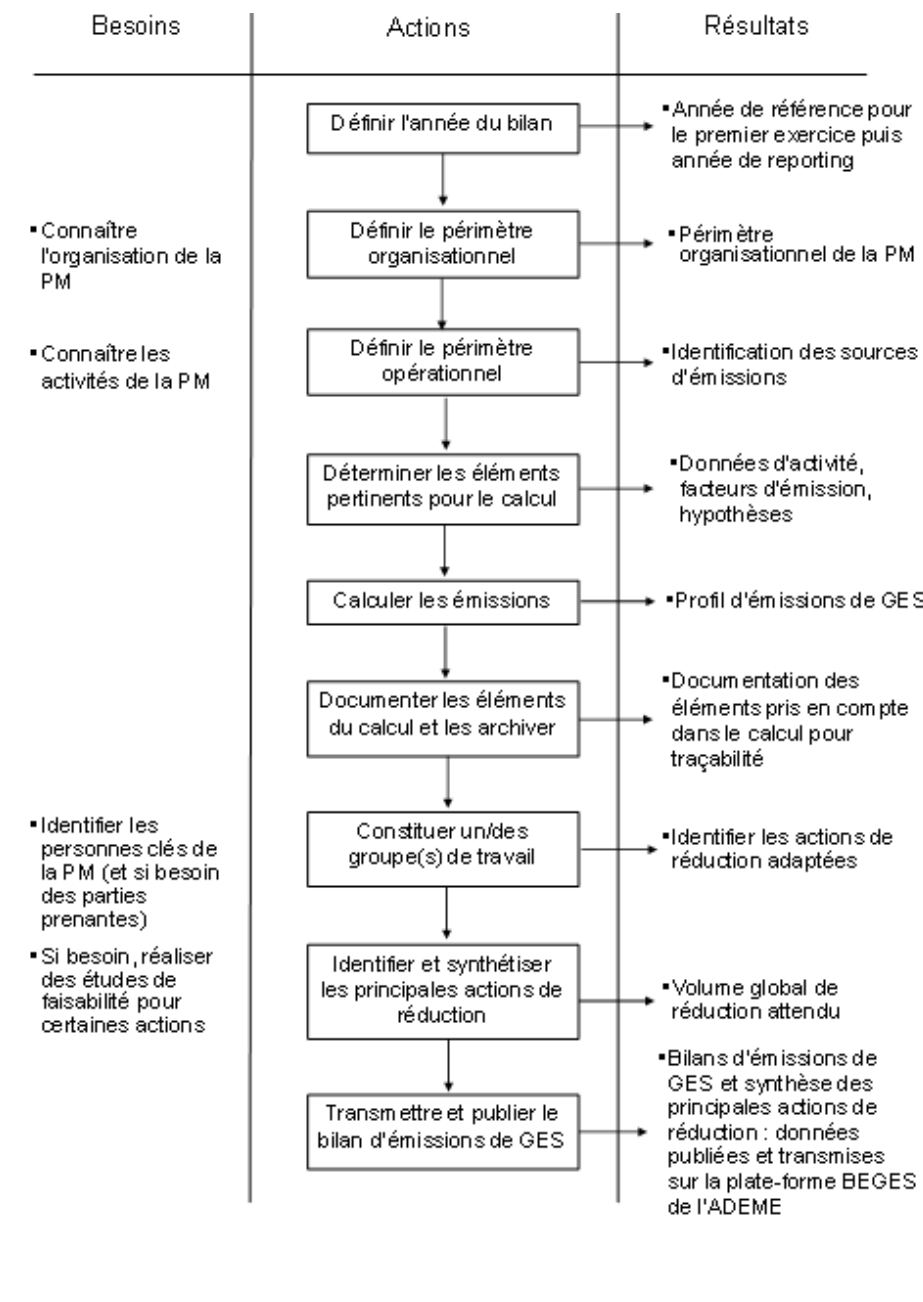 Besoins
Actions
Résultats
Définir l'année du bilan
▪Année de référence pour
le premier exercice puis
année de reporting
▪Connaître
l'organisation de la
PM
Définir le périmètre
organisationnel
▪Périmètre
organisationnel de la PM
▪Connaître les
activités de la PM
Définir le périmètre
opérationnel
▪Identification des sources
d'émissions
Déterminer les éléments
pertinents pour le calcul
▪Données d'activité,
facteurs d'émission,
hypothèses
Calculer les émissions
▪Profil d'émissions de GES
Documenter les éléments
du calcul et les archiver
▪Documentation des
éléments pris en compte
dans le calcul pour
traçabilité
▪Identifier les
personnes clés de
la PM (et si besoin
des parties
prenantes)
Constituer un/des
groupe(s) de travail
▪Identifier les actions de
réduction adaptées
▪Si besoin, réaliser
des études de
faisabilité pour
certaines actions
Identifier et synthétiser
les principales actions de
réduction
▪Volume global de
réduction attendu
Transmettre et publier le
bilan d'émissions de GES
▪Bilans d'émissions de
GES et synthèse des
principales actions de
réduction : données
publiées et transmises
sur la plate-forme BEGES
de l'ADEME